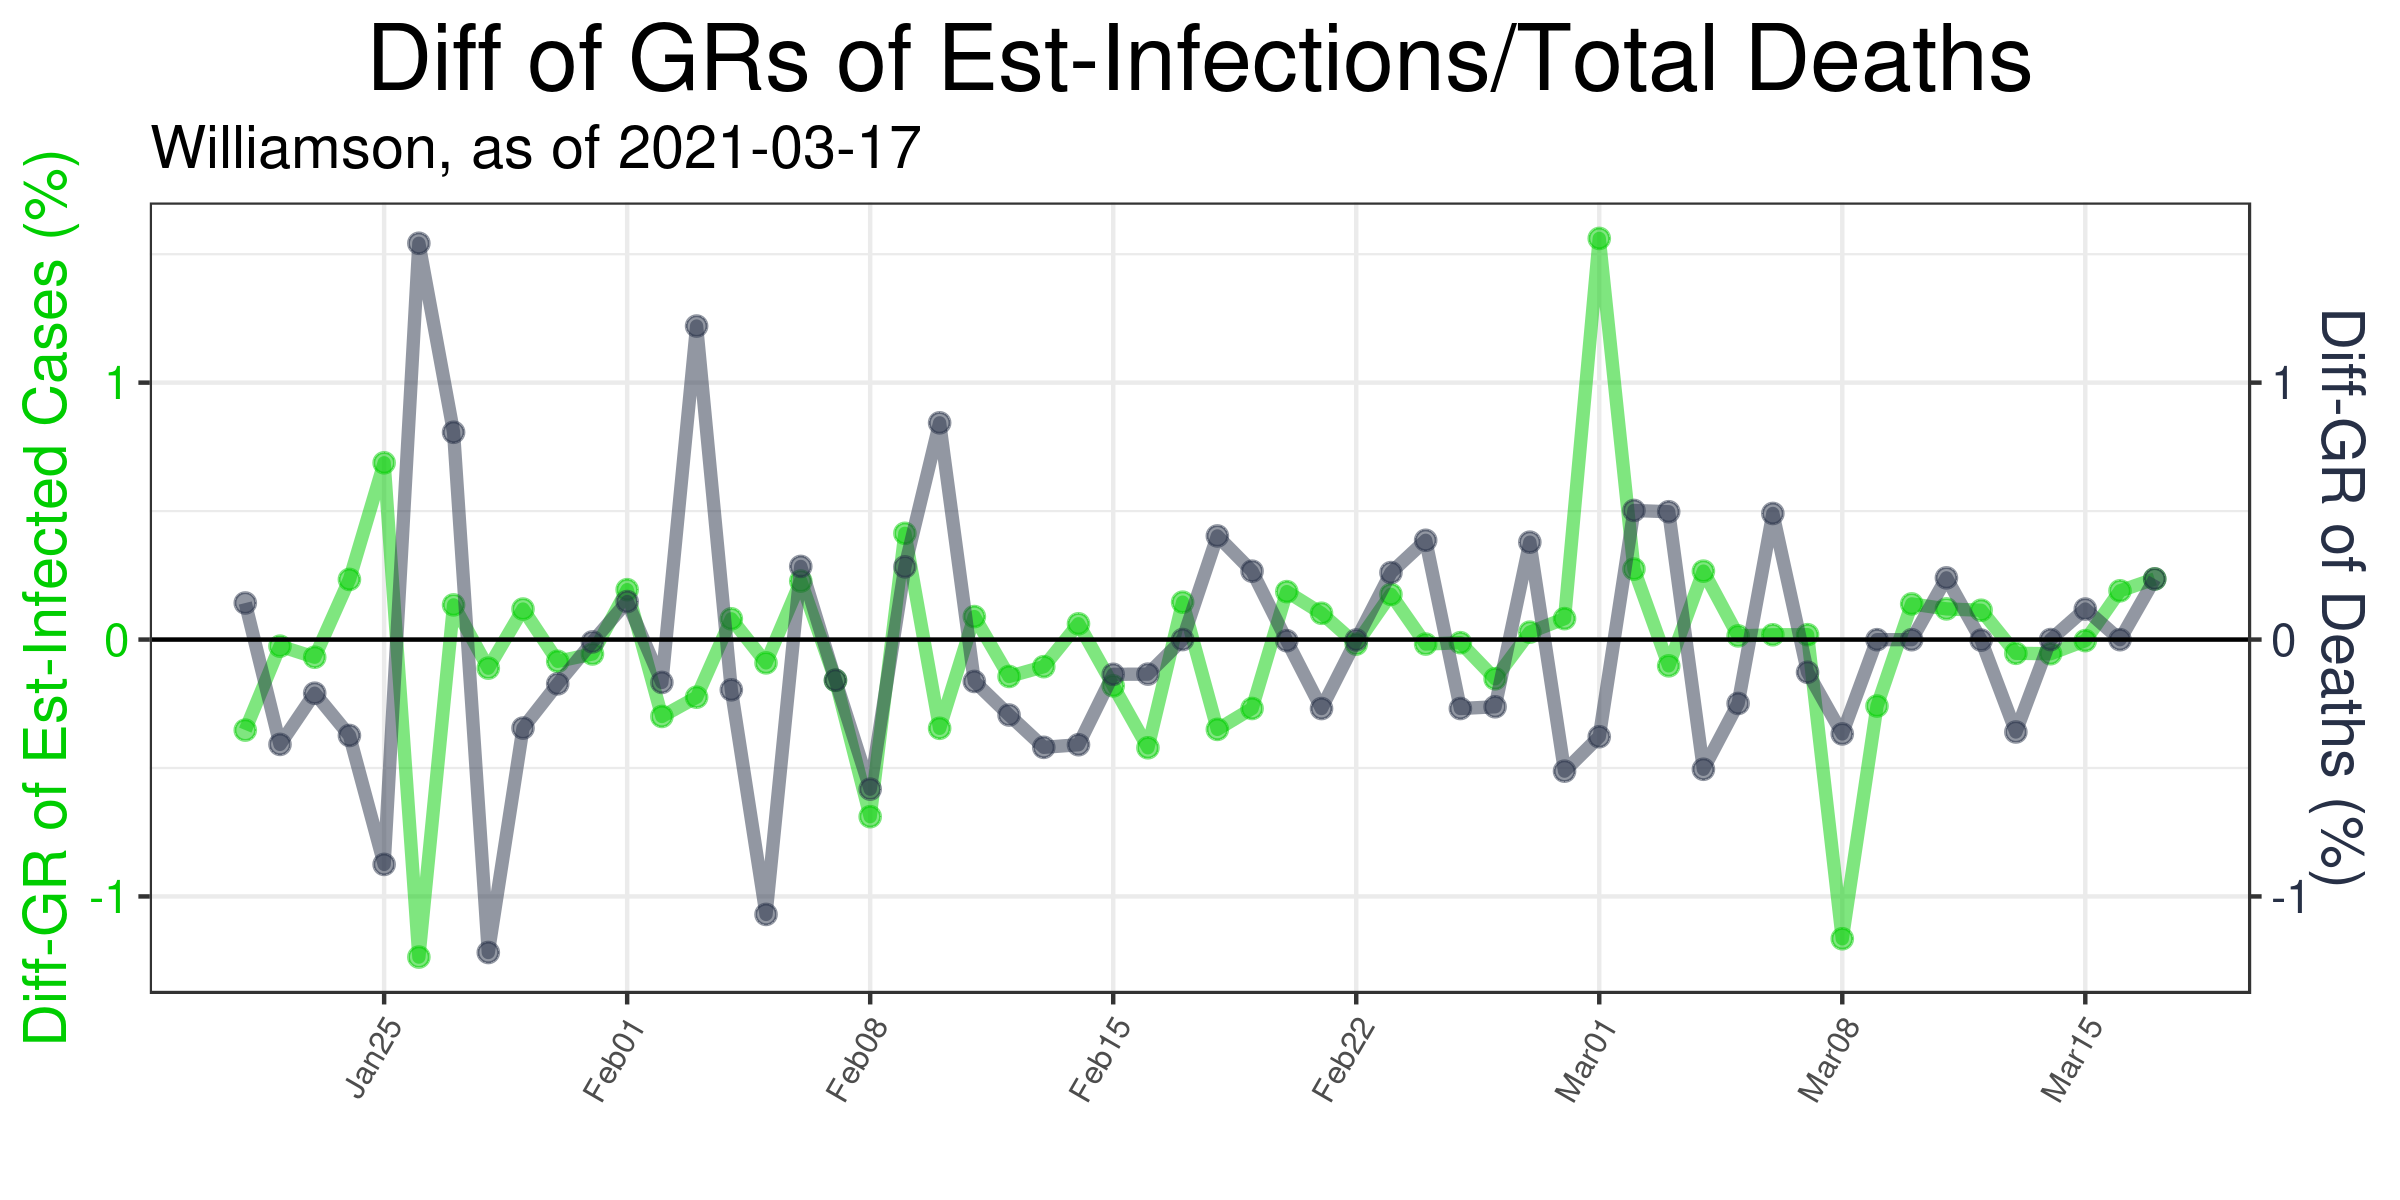 Diff of GRs of Est-Infections/Total Deaths
Williamson, as of 2021-03-17
Diff-GR of Est-Infected Cases (%)
1
0
-1
1
0
-1
Diff-GR of Deaths (%)
Jan25
Feb01
Feb08
Feb15
Feb22
Mar01
Mar08
Mar15